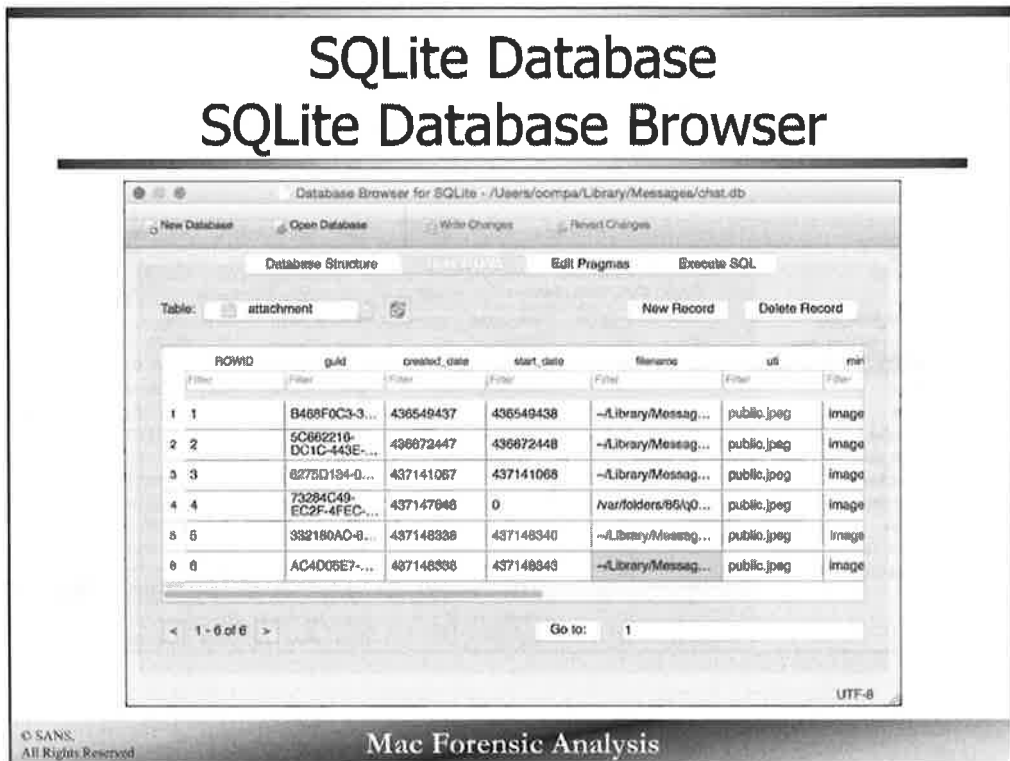 SQLite Database
SQLite Database Browser
Database Browser for SQLite - /Users/oompa/Library/Messages/chat.db
New Database Open Database Write Changes Revert Changes
Database Structure Edit Pragmas Execute SQL
Table: attachment New Record Delete Record
ROWID guid created_date start_date filename uti mim
Filter Filter Filter Filter Filter Filter Filter
1 1 B468F0C3-3... 436549437 436549438 ~/Library/Messag... public.jpeg image
2 2 5C662216-DC1C-443E-... 436672447 436672448 ~/Library/Messag... public.jpeg image
3 3 437141067 437141068 ~/Library/Messag... public.jpeg image
4 4 73284C49-EC2F-4FEC-... 0 /var/folders/86/q0... public.jpeg image
5 5 ~/Library/Messag... public.jpeg image
6 6 ~/Library/Messag... public.jpeg image
< 1 - 6 of 6 > Go to: 1
UTF-8
© SANS,
All Rights Reserved
Mac Forensic Analysis